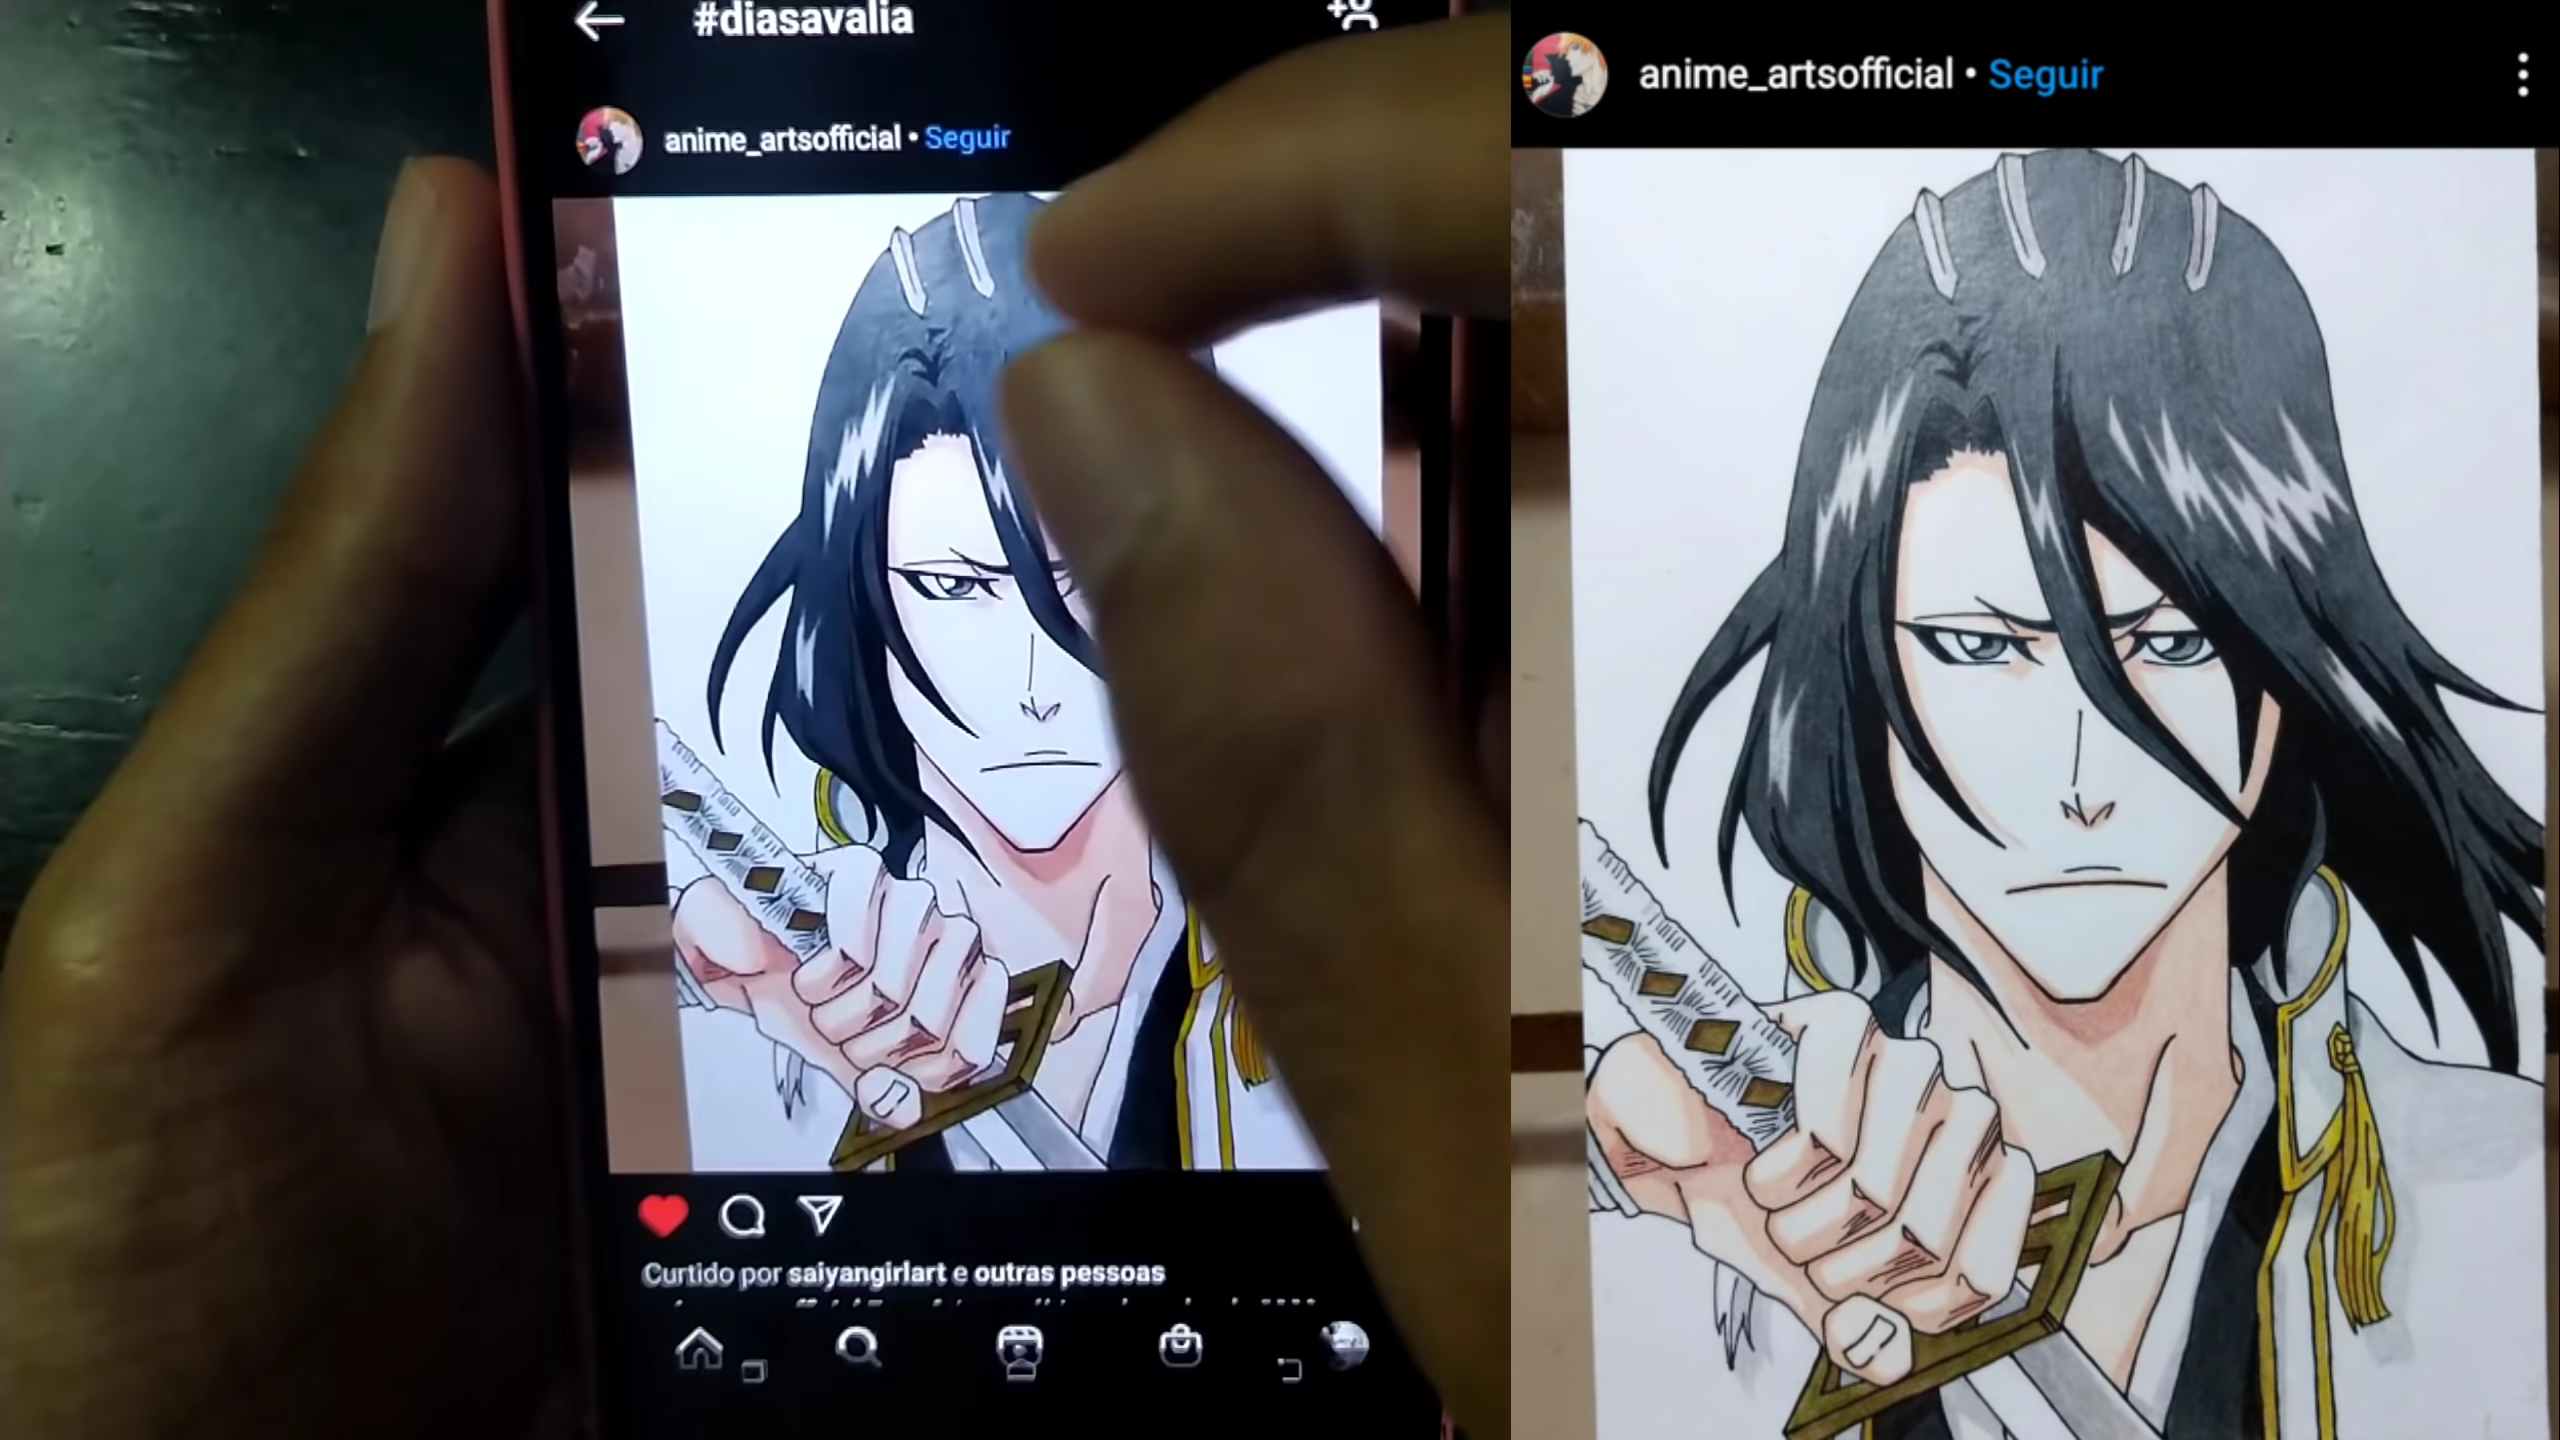 #diasavalia
anime_artsofficial • Seguir
Curtido por saiyangirlart e outras pessoas
anime_artsofficial • Seguir